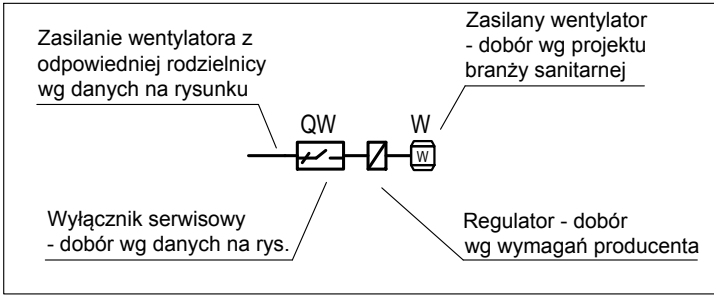 Zasilanie wentylatora z
odpowiedniej rodzielnicy
wg danych na rysunku
Zasilany wentylator
- dobór wg projektu
branży sanitarnej
QW
W
W
Wyłącznik serwisowy
- dobór wg danych na rys.
Regulator - dobór
wg wymagań producenta